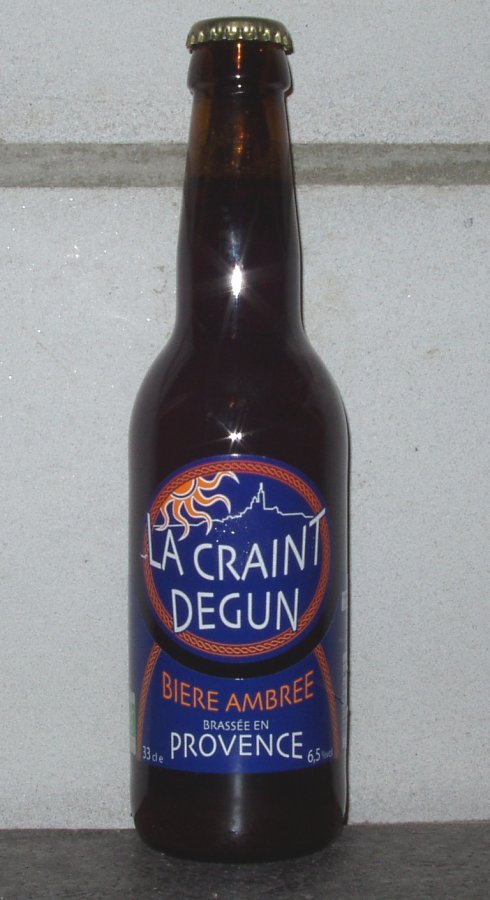 LA CRAINT
DEGUN
BIERE AMBREE
BRASSÉE EN
PROVENCE
33 cl e
6,5 %vol